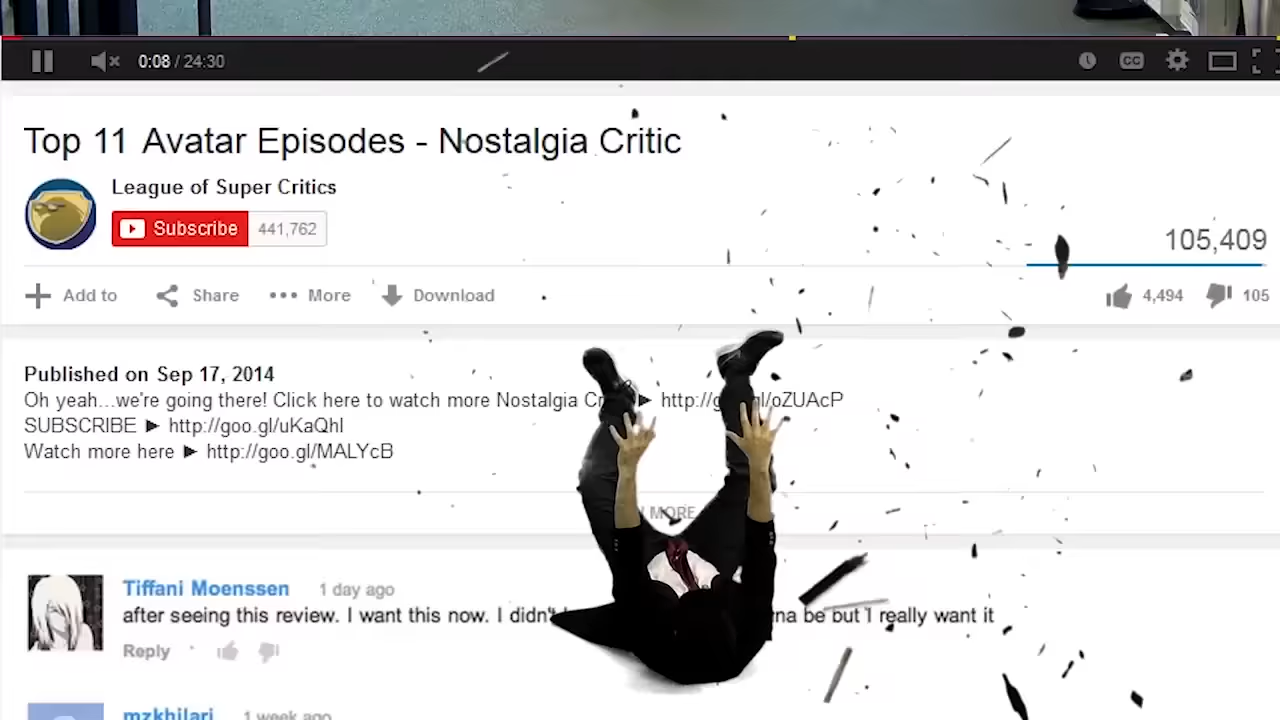 0:08 / 24:30
CC
Top 11 Avatar Episodes - Nostalgia Critic
League of Super Critics
Subscribe 441,762
105,409
Add to Share More Download
4,494 105
Published on Sep 17, 2014
Oh yeah...we're going there! Click here to watch more Nostalgia
SUBSCRIBE ► http://goo.gl/uKaQhl
Watch more here ► http://goo.gl/MALYcB
MORE
Tiffani Moenssen 1 day ago
after seeing this review. I want this now. I didn't be but I really want it
Reply
mzkhilari 1 week ago